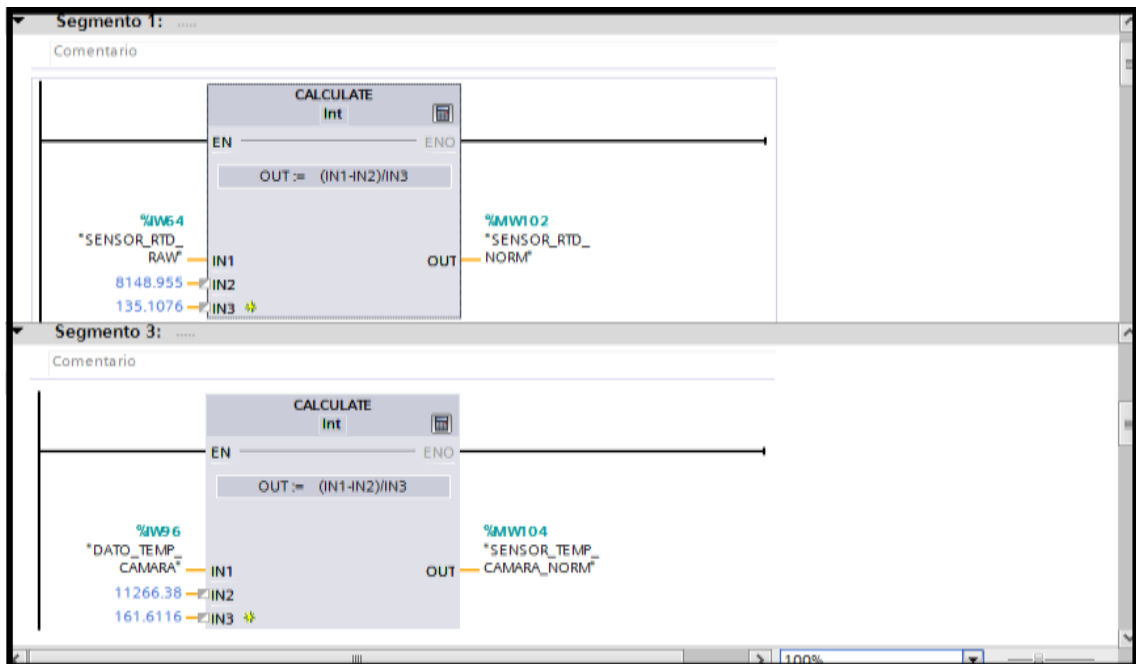 Segmento 1: .....
Comentario
CALCULATE
Int
EN
ENO
OUT := (IN1-IN2)/IN3
%IW64
"SENSOR_RTD_
RAW"
IN1
8148.955
IN2
135.1076
IN3
%MW102
"SENSOR_RTD_
NORM"
OUT
Segmento 3: .....
Comentario
CALCULATE
Int
EN
ENO
OUT := (IN1-IN2)/IN3
%IW96
"DATO_TEMP_
CAMARA"
IN1
11266.38
IN2
161.6116
IN3
%MW104
"SENSOR_TEMP_
CAMARA_NORM"
OUT
100%